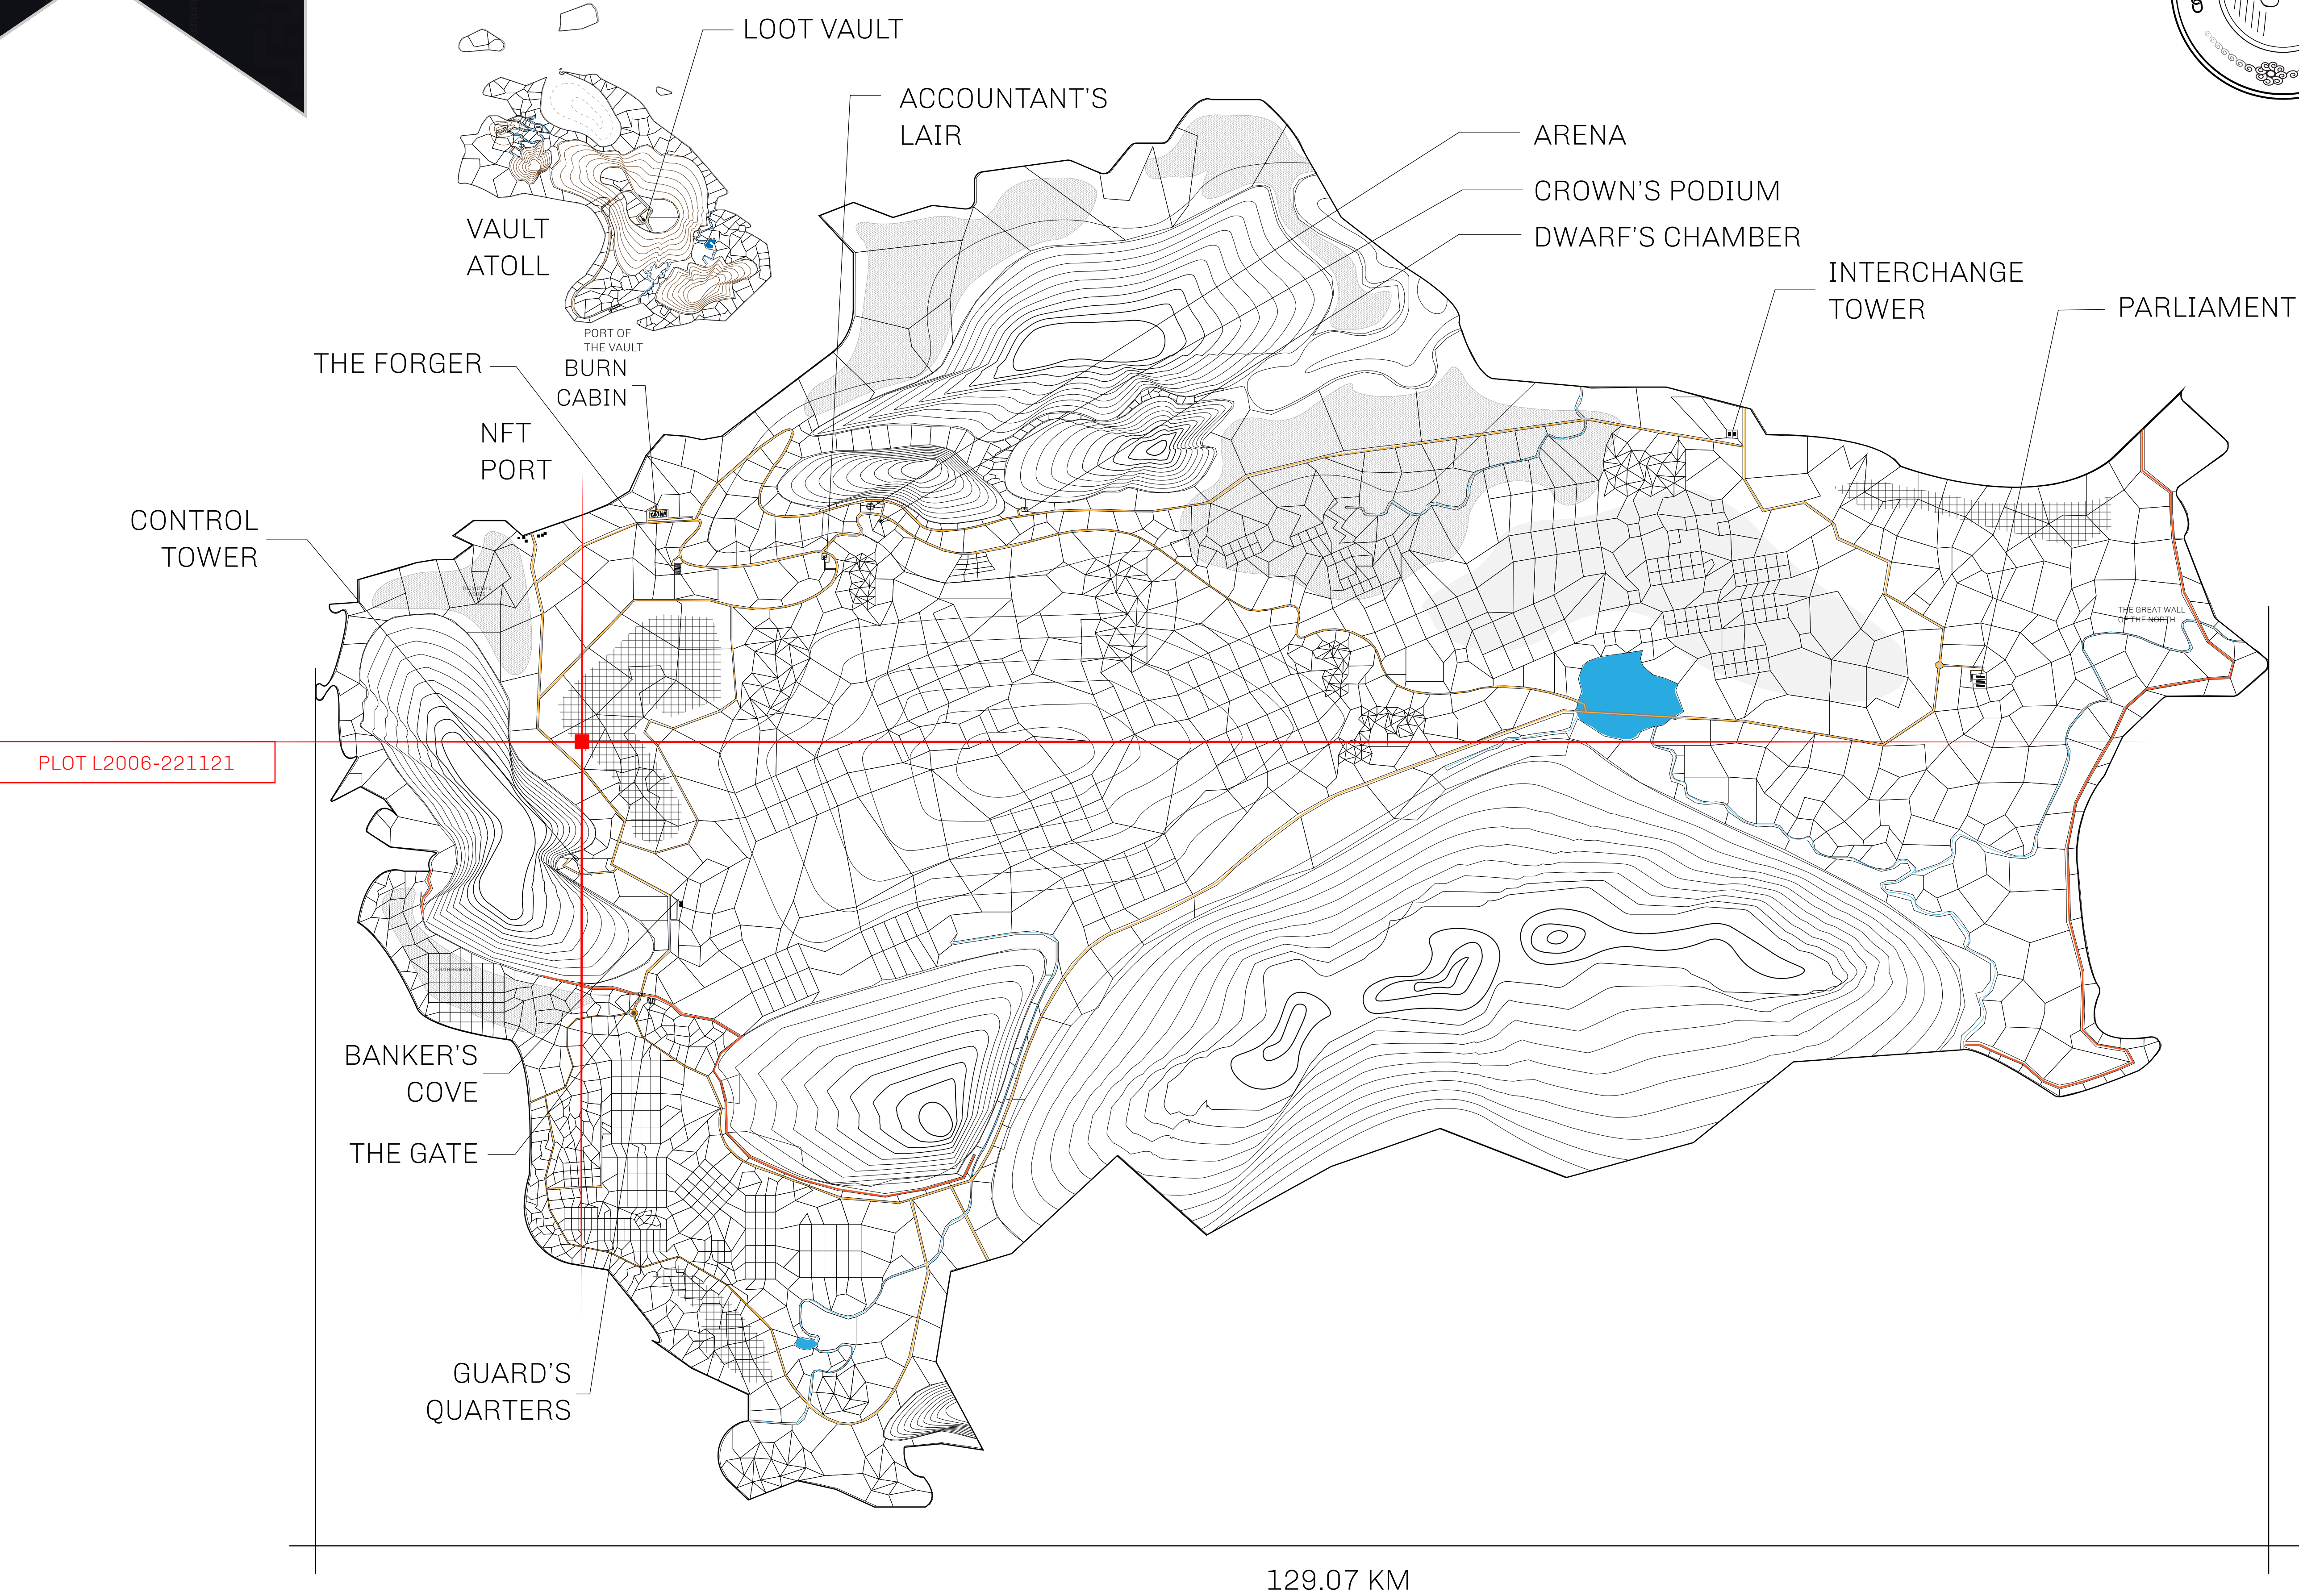 LOOT VAULT
ACCOUNTANT'S
LAIR
ARENA
CROWN'S PODIUM
DWARF'S CHAMBER
VAULT
ATOLL
INTERCHANGE
TOWER
PARLIAMENT
PORT OF
THE VAULT
THE FORGER
BURN
CABIN
NFT
PORT
CONTROL
TOWER
THE GREAT WALL
OF THE NORTH
PLOT L2006-221121
SOUTH RESERVE
BANKER'S
COVE
THE GATE
GUARD'S
QUARTERS
129.07 KM